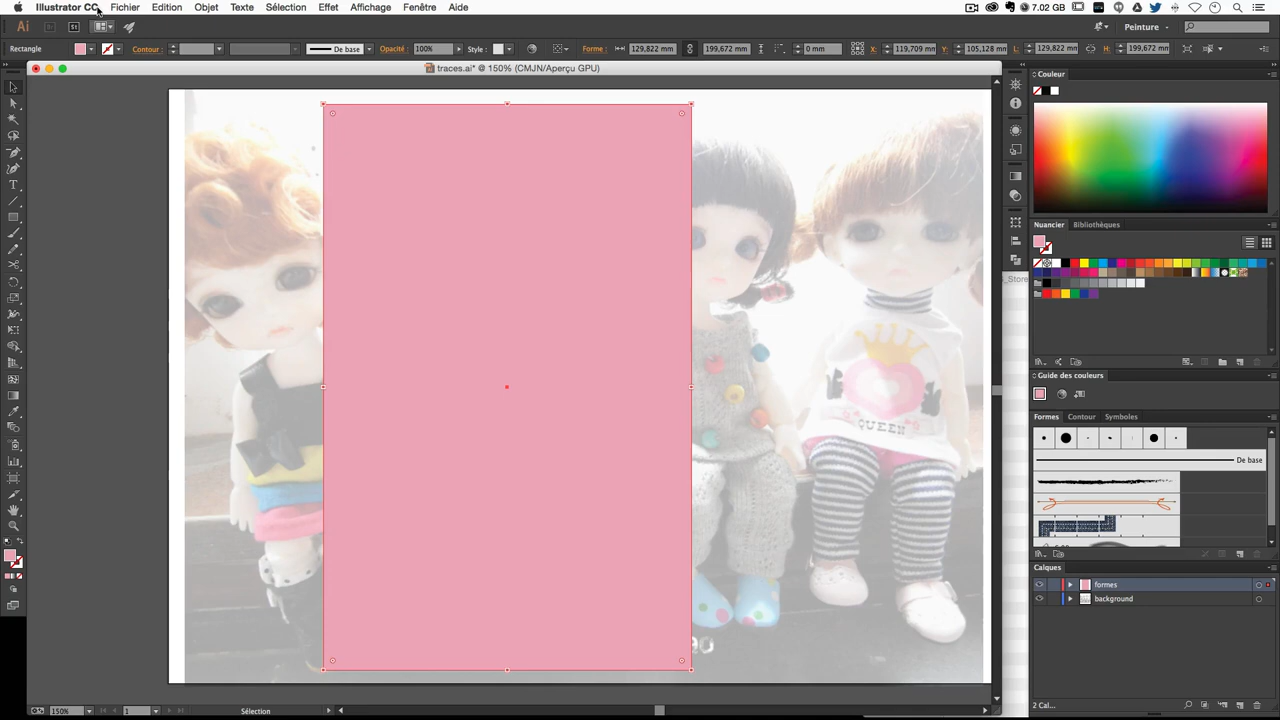 Illustrator CC Fichier Edition Objet Texte Sélection Effet Affichage Fenêtre Aide 7.02 GB
Ai St Peinture
Rectangle Contour : De base Opacité : 100% Style : Forme : 129,822 mm 199,672 mm 0 mm X: 119,709 mm Y: 105,128 mm L: 129,822 mm H: 199,672 mm
traces.ai* @ 150% (CMJN/Aperçu GPU)
Couleur
Nuancier Bibliothèques
_Store
Guide des couleurs
Formes Contour Symboles
QUEEN
De base
Calques
formes
background
2 Cal...
150% 1 Sélection